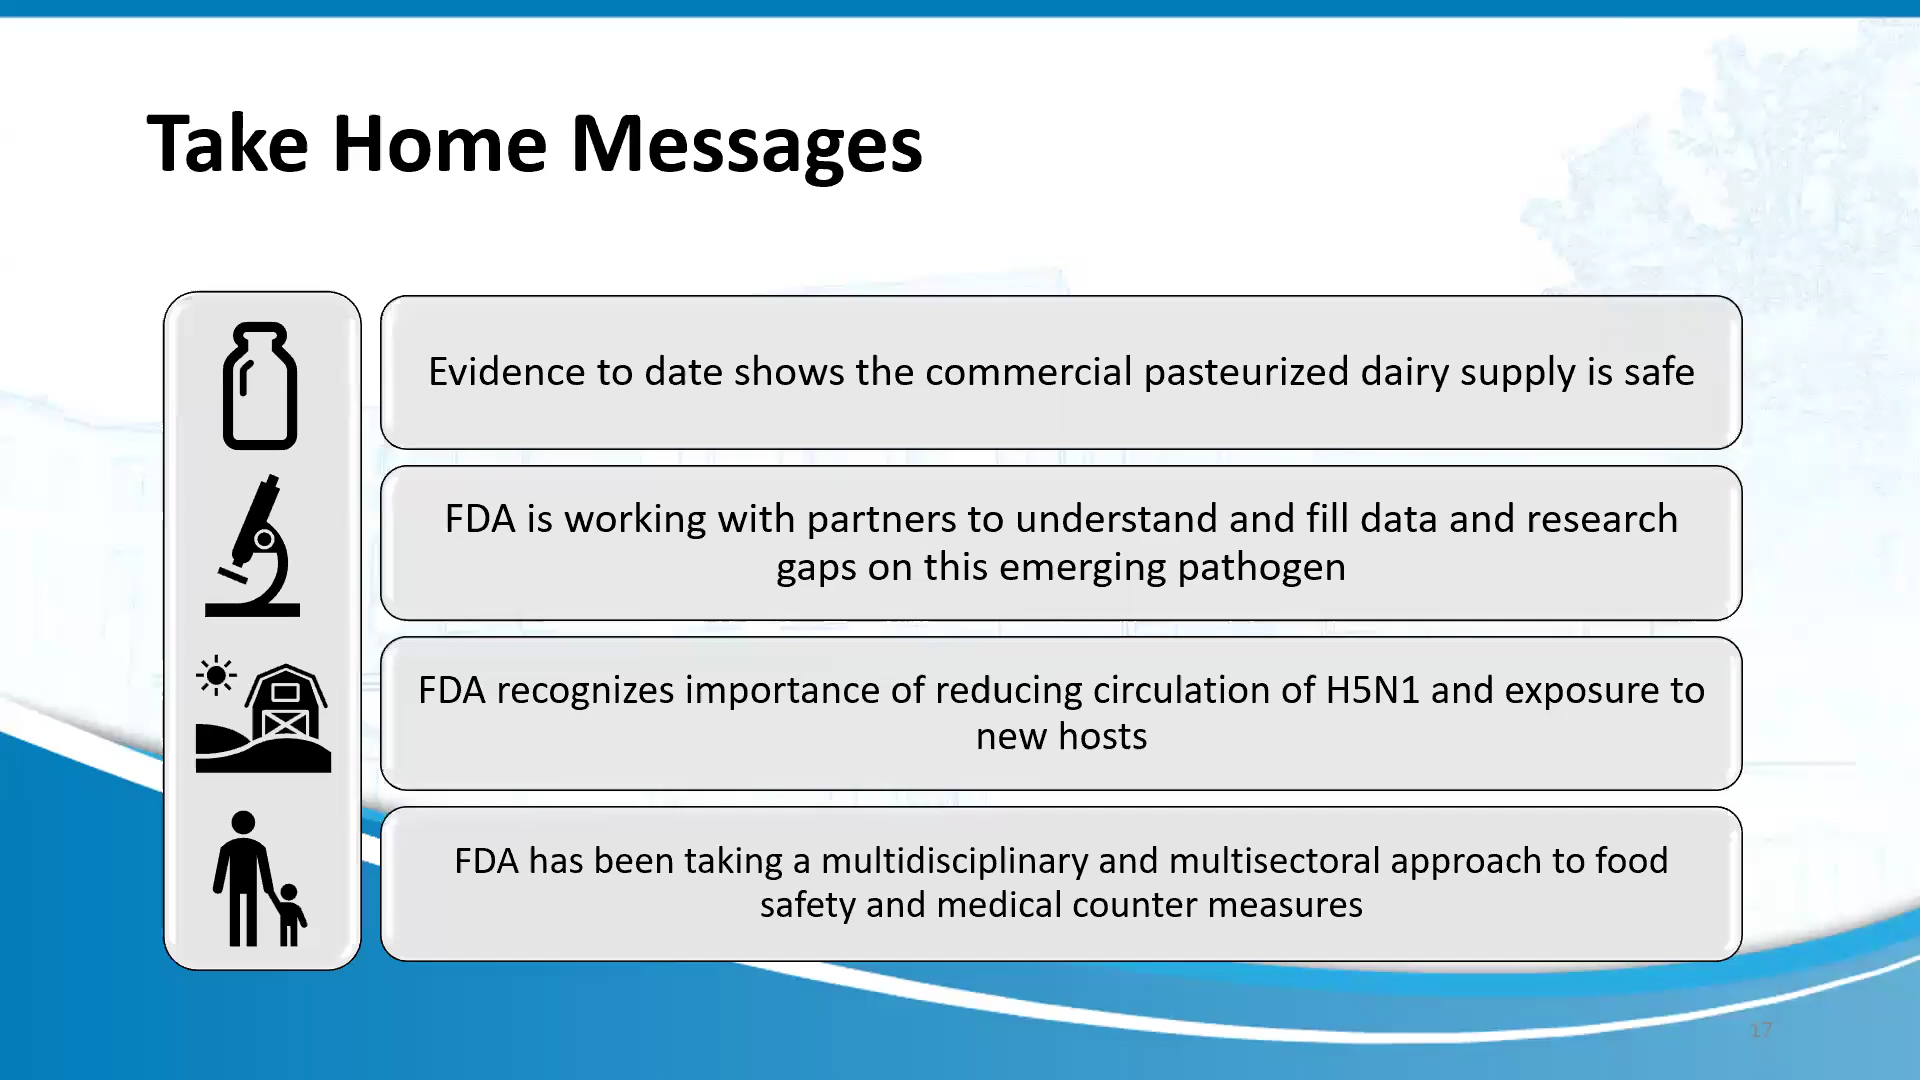 Take Home Messages
Evidence to date shows the commercial pasteurized dairy supply is safe
FDA is working with partners to understand and fill data and research
gaps on this emerging pathogen
FDA recognizes importance of reducing circulation of H5N1 and exposure to
new hosts
FDA has been taking a multidisciplinary and multisectoral approach to food
safety and medical counter measures
17